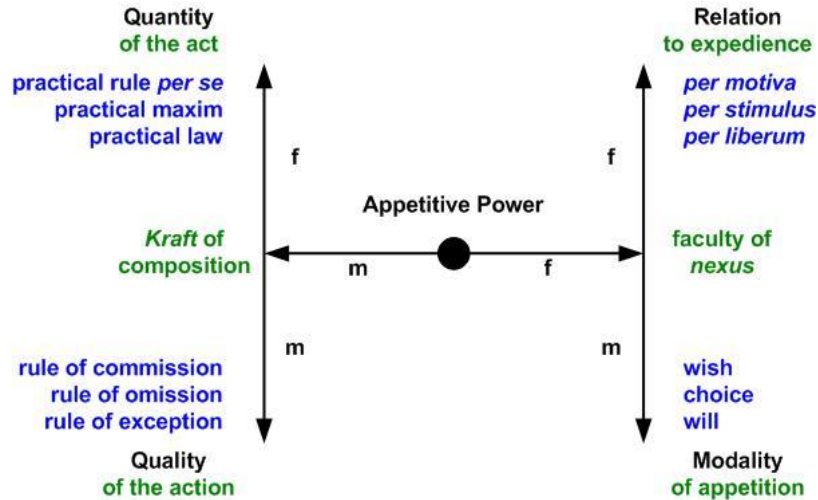 Quantity
of the act
practical rule per se
practical maxim
practical law
f
Relation
to expedience
per motiva
per stimulus
per liberum
f
Appetitive Power
Kraft of
composition
m
f
faculty of
nexus
m
rule of commission
rule of omission
rule of exception
Quality
of the action
m
wish
choice
will
Modality
of appetition